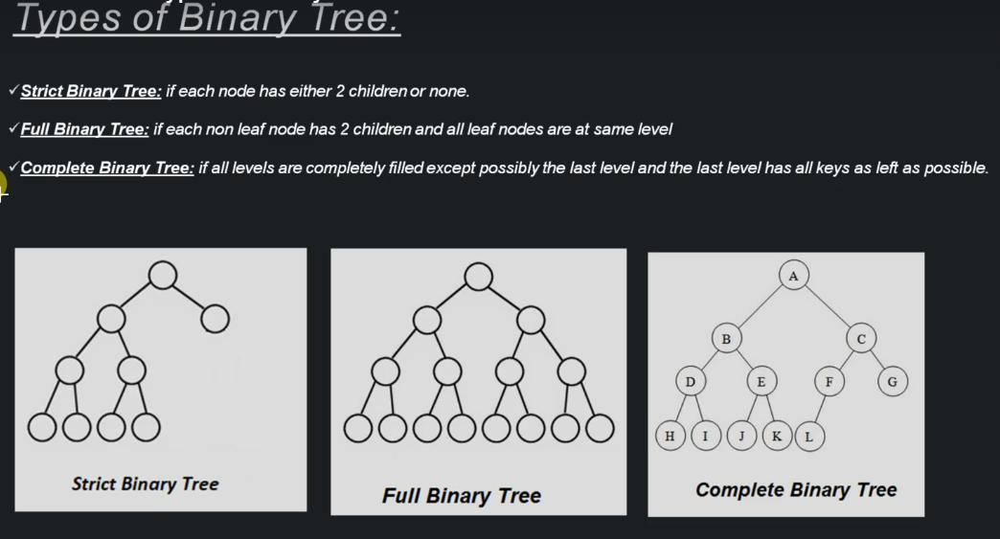 Types of Binary Tree:
✓Strict Binary Tree: if each node has either 2 children or none.
✓Full Binary Tree: if each non leaf node has 2 children and all leaf nodes are at same level
✓Complete Binary Tree: if all levels are completely filled except possibly the last level and the last level has all keys as left as possible.
A
B C
D E F G
H I J K L
Strict Binary Tree
Full Binary Tree
Complete Binary Tree